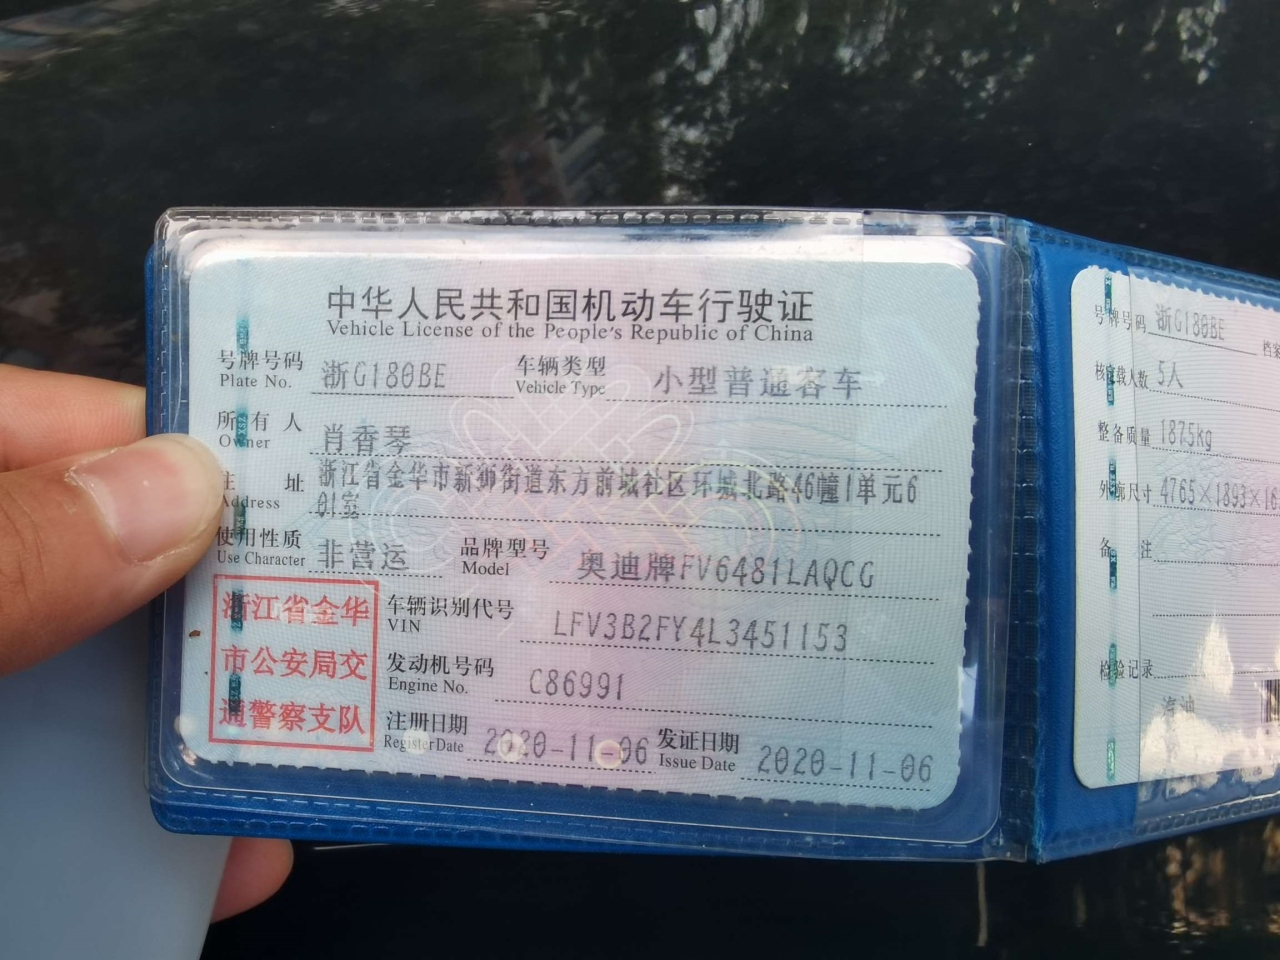 中华人民共和国机动车行驶证
Vehicle License of the People's Republic of China
号牌号码 浙G180BE 车辆类型 小型普通客车
Plate No. Vehicle Type
所有人 肖香琴
Owner
住址 浙江省金华市新狮街道东方前城社区环城北路46幢1单元6
Address 01室
使用性质 非营运 品牌型号 奥迪牌FV6481LAQCG
Use Character Model
浙江省金华
市公安局交
通警察支队
车辆识别代号 LFV3B2FY4L3451153
VIN
发动机号码 C86991
Engine No.
注册日期 2020-11-06 发证日期 2020-11-06
Register Date Issue Date
号牌号码 浙G180BE 档案
核定载人数 5人
整备质量 1875kg
外廓尺寸 4765×1893×16
备注
检验记录
汽油